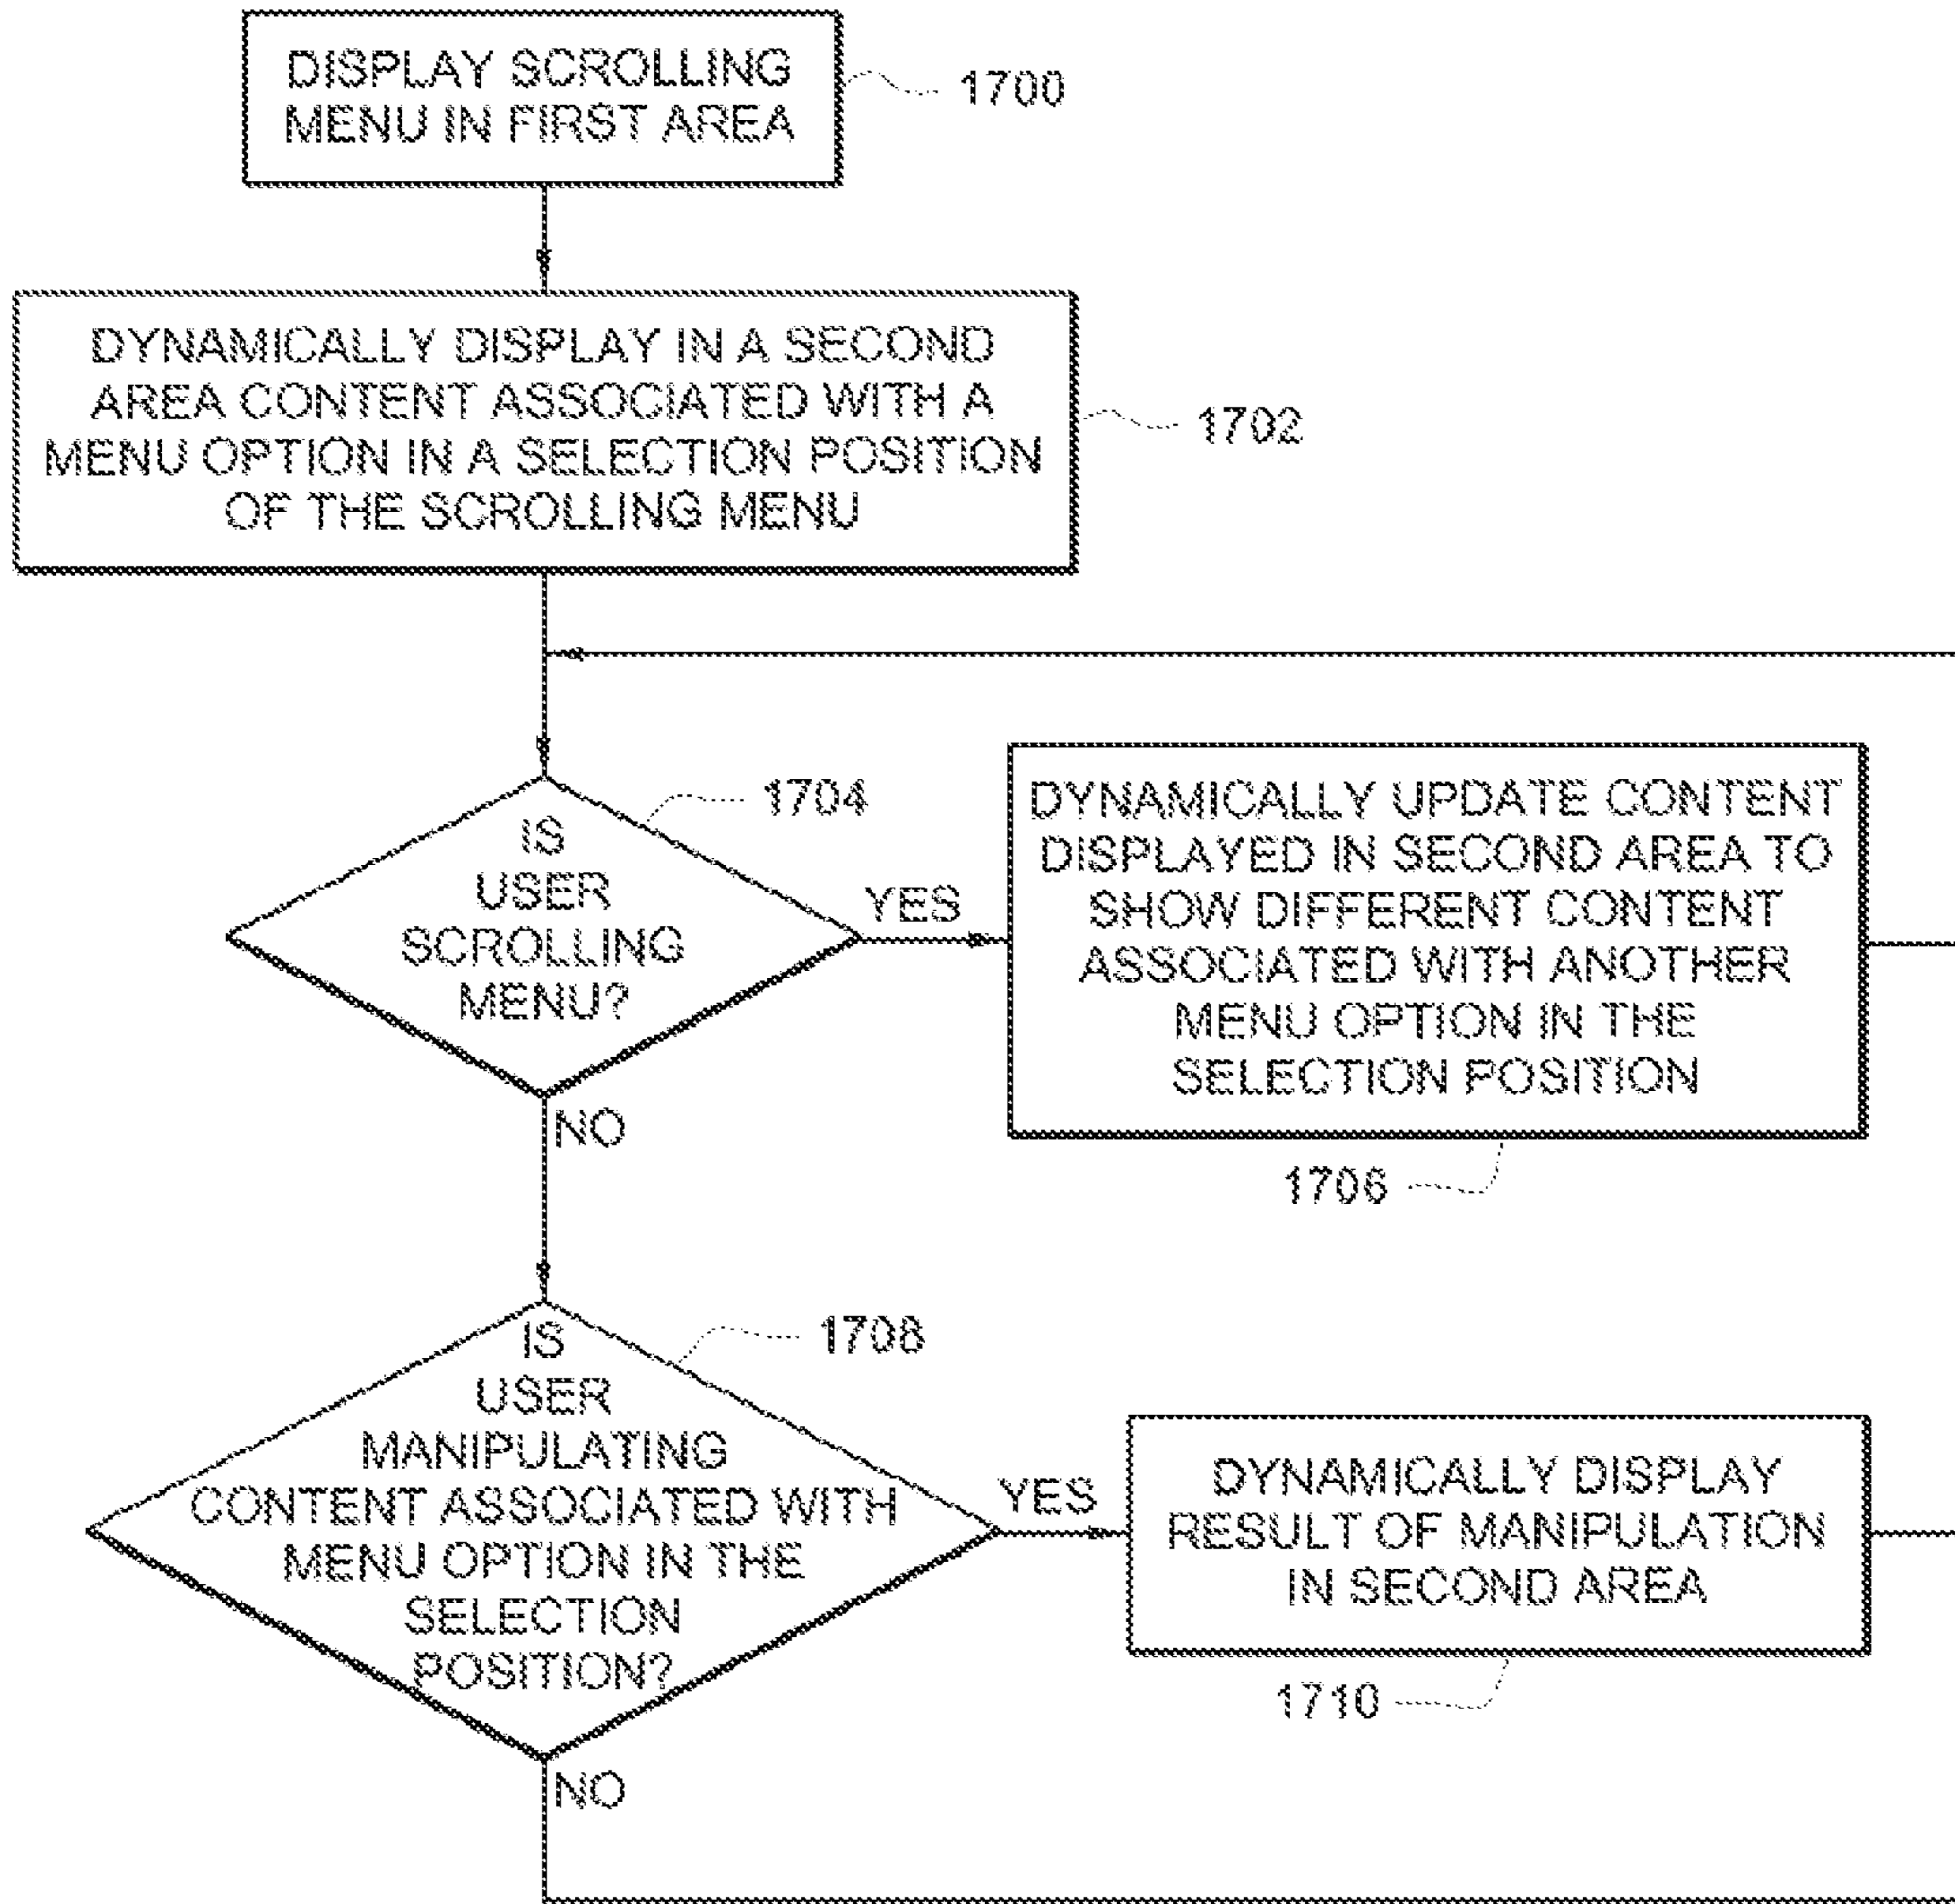 DISPLAY SCROLLING
MENU IN FIRST AREA
1700
DYNAMICALLY DISPLAY IN A SECOND
AREA CONTENT ASSOCIATED WITH A
MENU OPTION IN A SELECTION POSITION
OF THE SCROLLING MENU
1702
1704
IS
USER
SCROLLING
MENU?
YES
NO
DYNAMICALLY UPDATE CONTENT
DISPLAYED IN SECOND AREA TO
SHOW DIFFERENT CONTENT
ASSOCIATED WITH ANOTHER
MENU OPTION IN THE
SELECTION POSITION
1706
1708
IS
USER
MANIPULATING
CONTENT ASSOCIATED WITH
MENU OPTION IN THE
SELECTION
POSITION?
YES
NO
DYNAMICALLY DISPLAY
RESULT OF MANIPULATION
IN SECOND AREA
1710